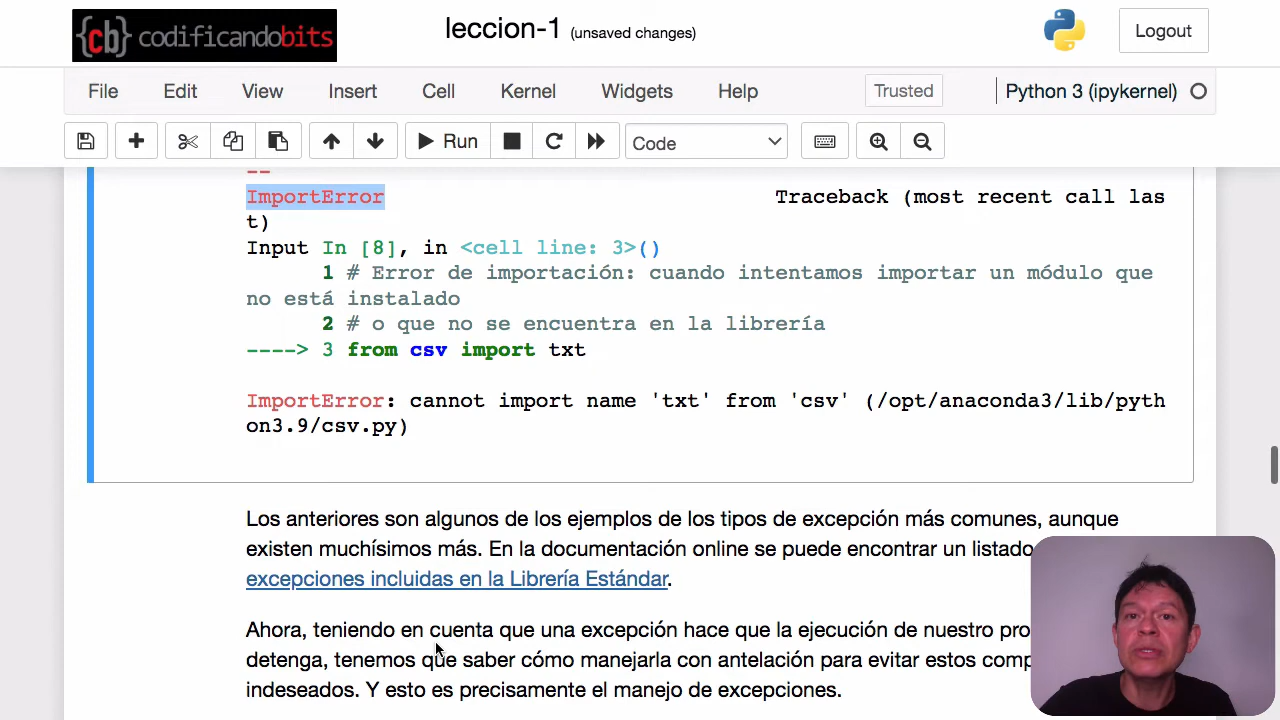 {cb} codificandobits
leccion-1 (unsaved changes)
Logout
File Edit View Insert Cell Kernel Widgets Help
Trusted
Python 3 (ipykernel)
Run
Code
--
ImportError Traceback (most recent call las
t)
Input In [8], in <cell line: 3>()
1 # Error de importación: cuando intentamos importar un módulo que
no está instalado
2 # o que no se encuentra en la librería
----> 3 from csv import txt
ImportError: cannot import name 'txt' from 'csv' (/opt/anaconda3/lib/pyth
on3.9/csv.py)
Los anteriores son algunos de los ejemplos de los tipos de excepción más comunes, aunque
existen muchísimos más. En la documentación online se puede encontrar un listado
excepciones incluidas en la Librería Estándar.
Ahora, teniendo en cuenta que una excepción hace que la ejecución de nuestro pro
detenga, tenemos que saber cómo manejarla con antelación para evitar estos comp
indeseados. Y esto es precisamente el manejo de excepciones.